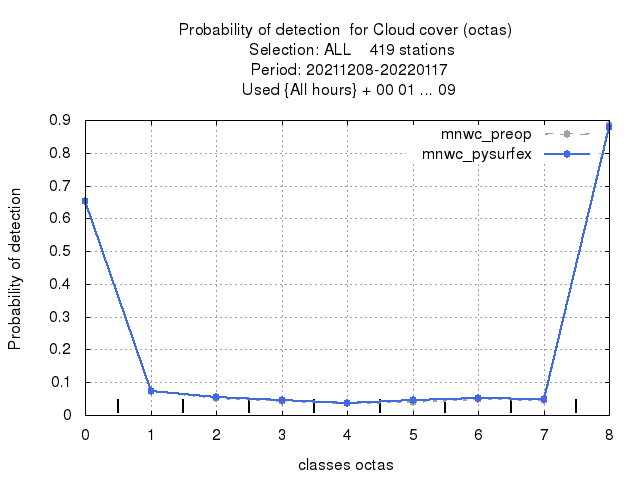 Probability of detection  for Cloud cover (octas)
Selection: ALL    419 stations
Period: 20211208-20220117
Used {All hours} + 00 01 ... 09
mnwc_preop
mnwc_pysurfex
Probability of detection
0.9
0.8
0.7
0.6
0.5
0.4
0.3
0.2
0.1
0
0 1 2 3 4 5 6 7 8
classes octas